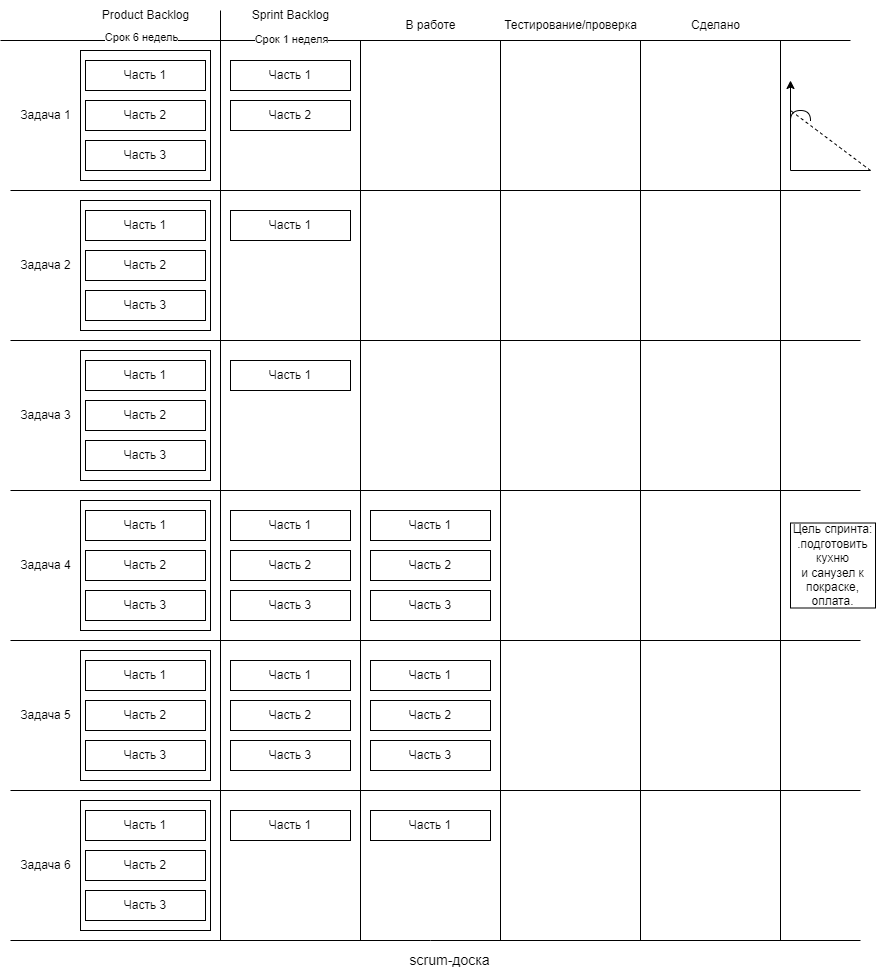 Product Backlog
Sprint Backlog
В работе
Тестирование/проверка
Сделано
Срок 6 недель
Срок 1 неделя
Задача 1
Часть 1
Часть 2
Часть 3
Часть 1
Часть 2
Задача 2
Часть 1
Часть 2
Часть 3
Часть 1
Задача 3
Часть 1
Часть 2
Часть 3
Часть 1
Задача 4
Часть 1
Часть 2
Часть 3
Часть 1
Часть 2
Часть 3
Часть 1
Часть 2
Часть 3
Цель спринта:
.подготовить
кухню
и санузел к
покраске,
оплата.
Задача 5
Часть 1
Часть 2
Часть 3
Часть 1
Часть 2
Часть 3
Часть 1
Часть 2
Часть 3
Задача 6
Часть 1
Часть 2
Часть 3
Часть 1
Часть 1
scrum-доска